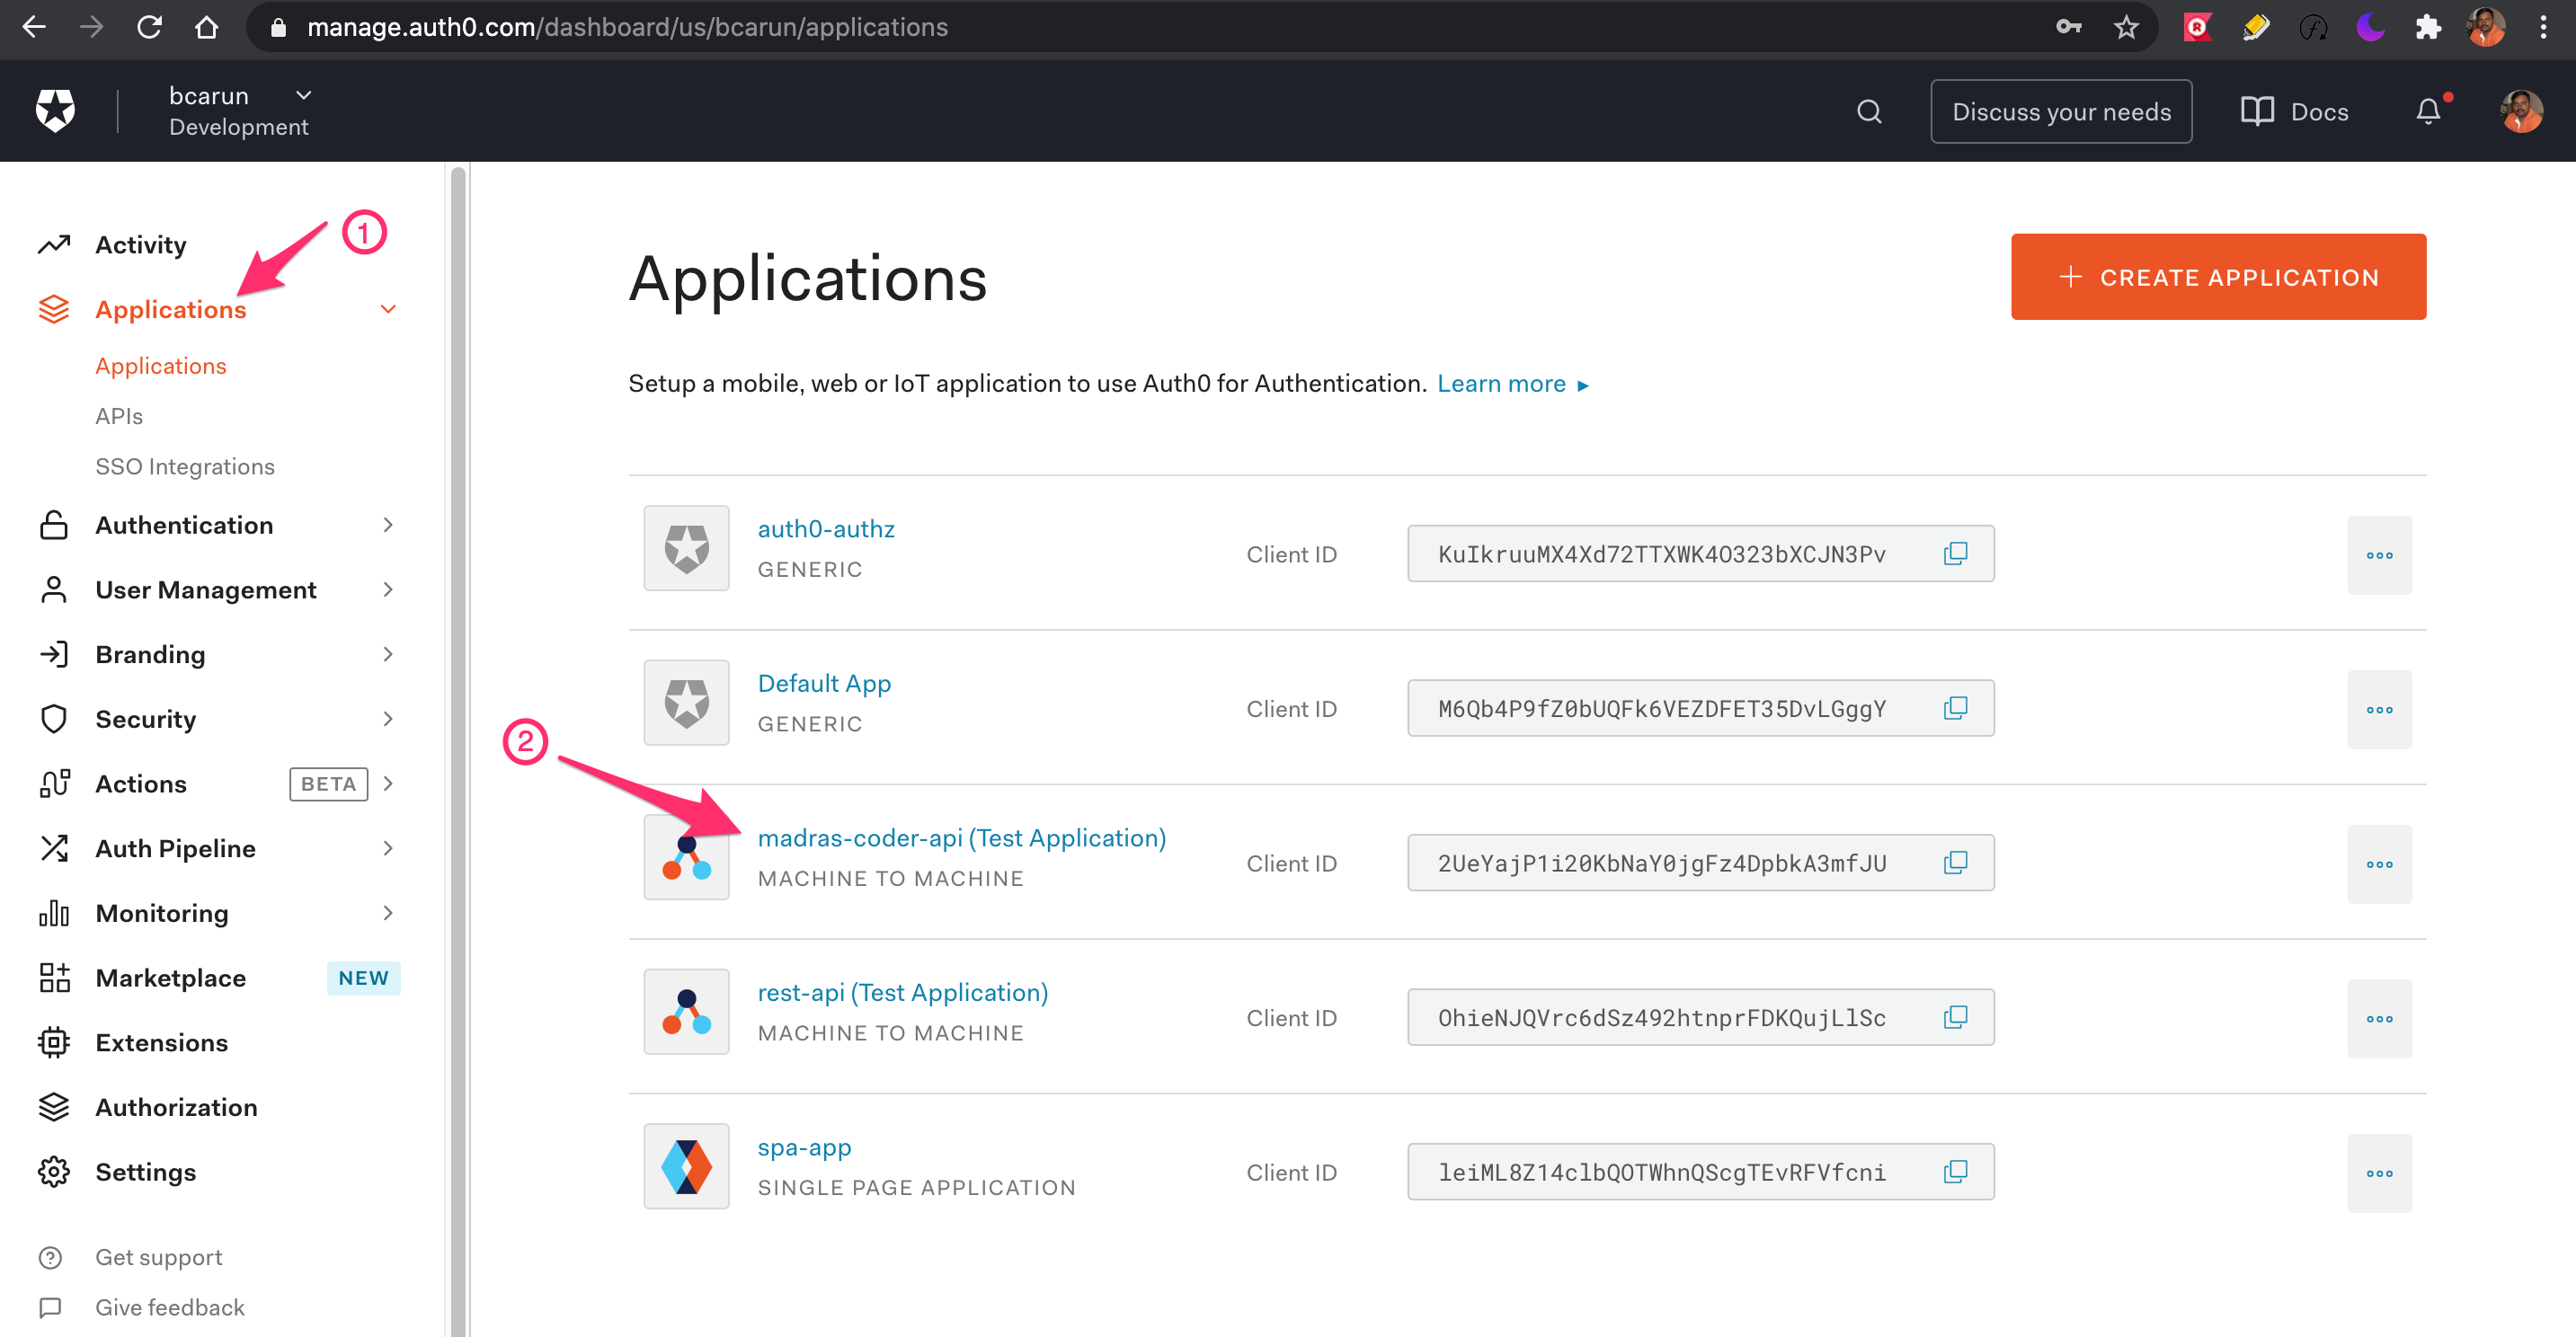 manage.auth0.com/dashboard/us/bcarun/applications
bcarun
Development
Discuss your needs
Docs
1
Activity
Applications
Applications
APIs
SSO Integrations
Authentication
User Management
Branding
Security
Actions
BETA
Auth Pipeline
Monitoring
Marketplace
NEW
Extensions
Authorization
Settings
Get support
Give feedback
Applications
CREATE APPLICATION
Setup a mobile, web or IoT application to use Auth0 for Authentication. Learn more
auth0-authz
GENERIC
Client ID
KuIkruuMX4Xd72TTXWK4O323bXCJN3Pv
Default App
GENERIC
Client ID
M6Qb4P9fZ0bUQFk6VEZDFET35DvLGggY
2
madras-coder-api (Test Application)
MACHINE TO MACHINE
Client ID
2UeYajP1i20KbNaY0jgFz4DpbkA3mfJU
rest-api (Test Application)
MACHINE TO MACHINE
Client ID
OhieNJQVrc6dSz492htnprFDKQujLlSc
spa-app
SINGLE PAGE APPLICATION
Client ID
leiML8Z14clbQOTWhnQScgTEvRFVfcni